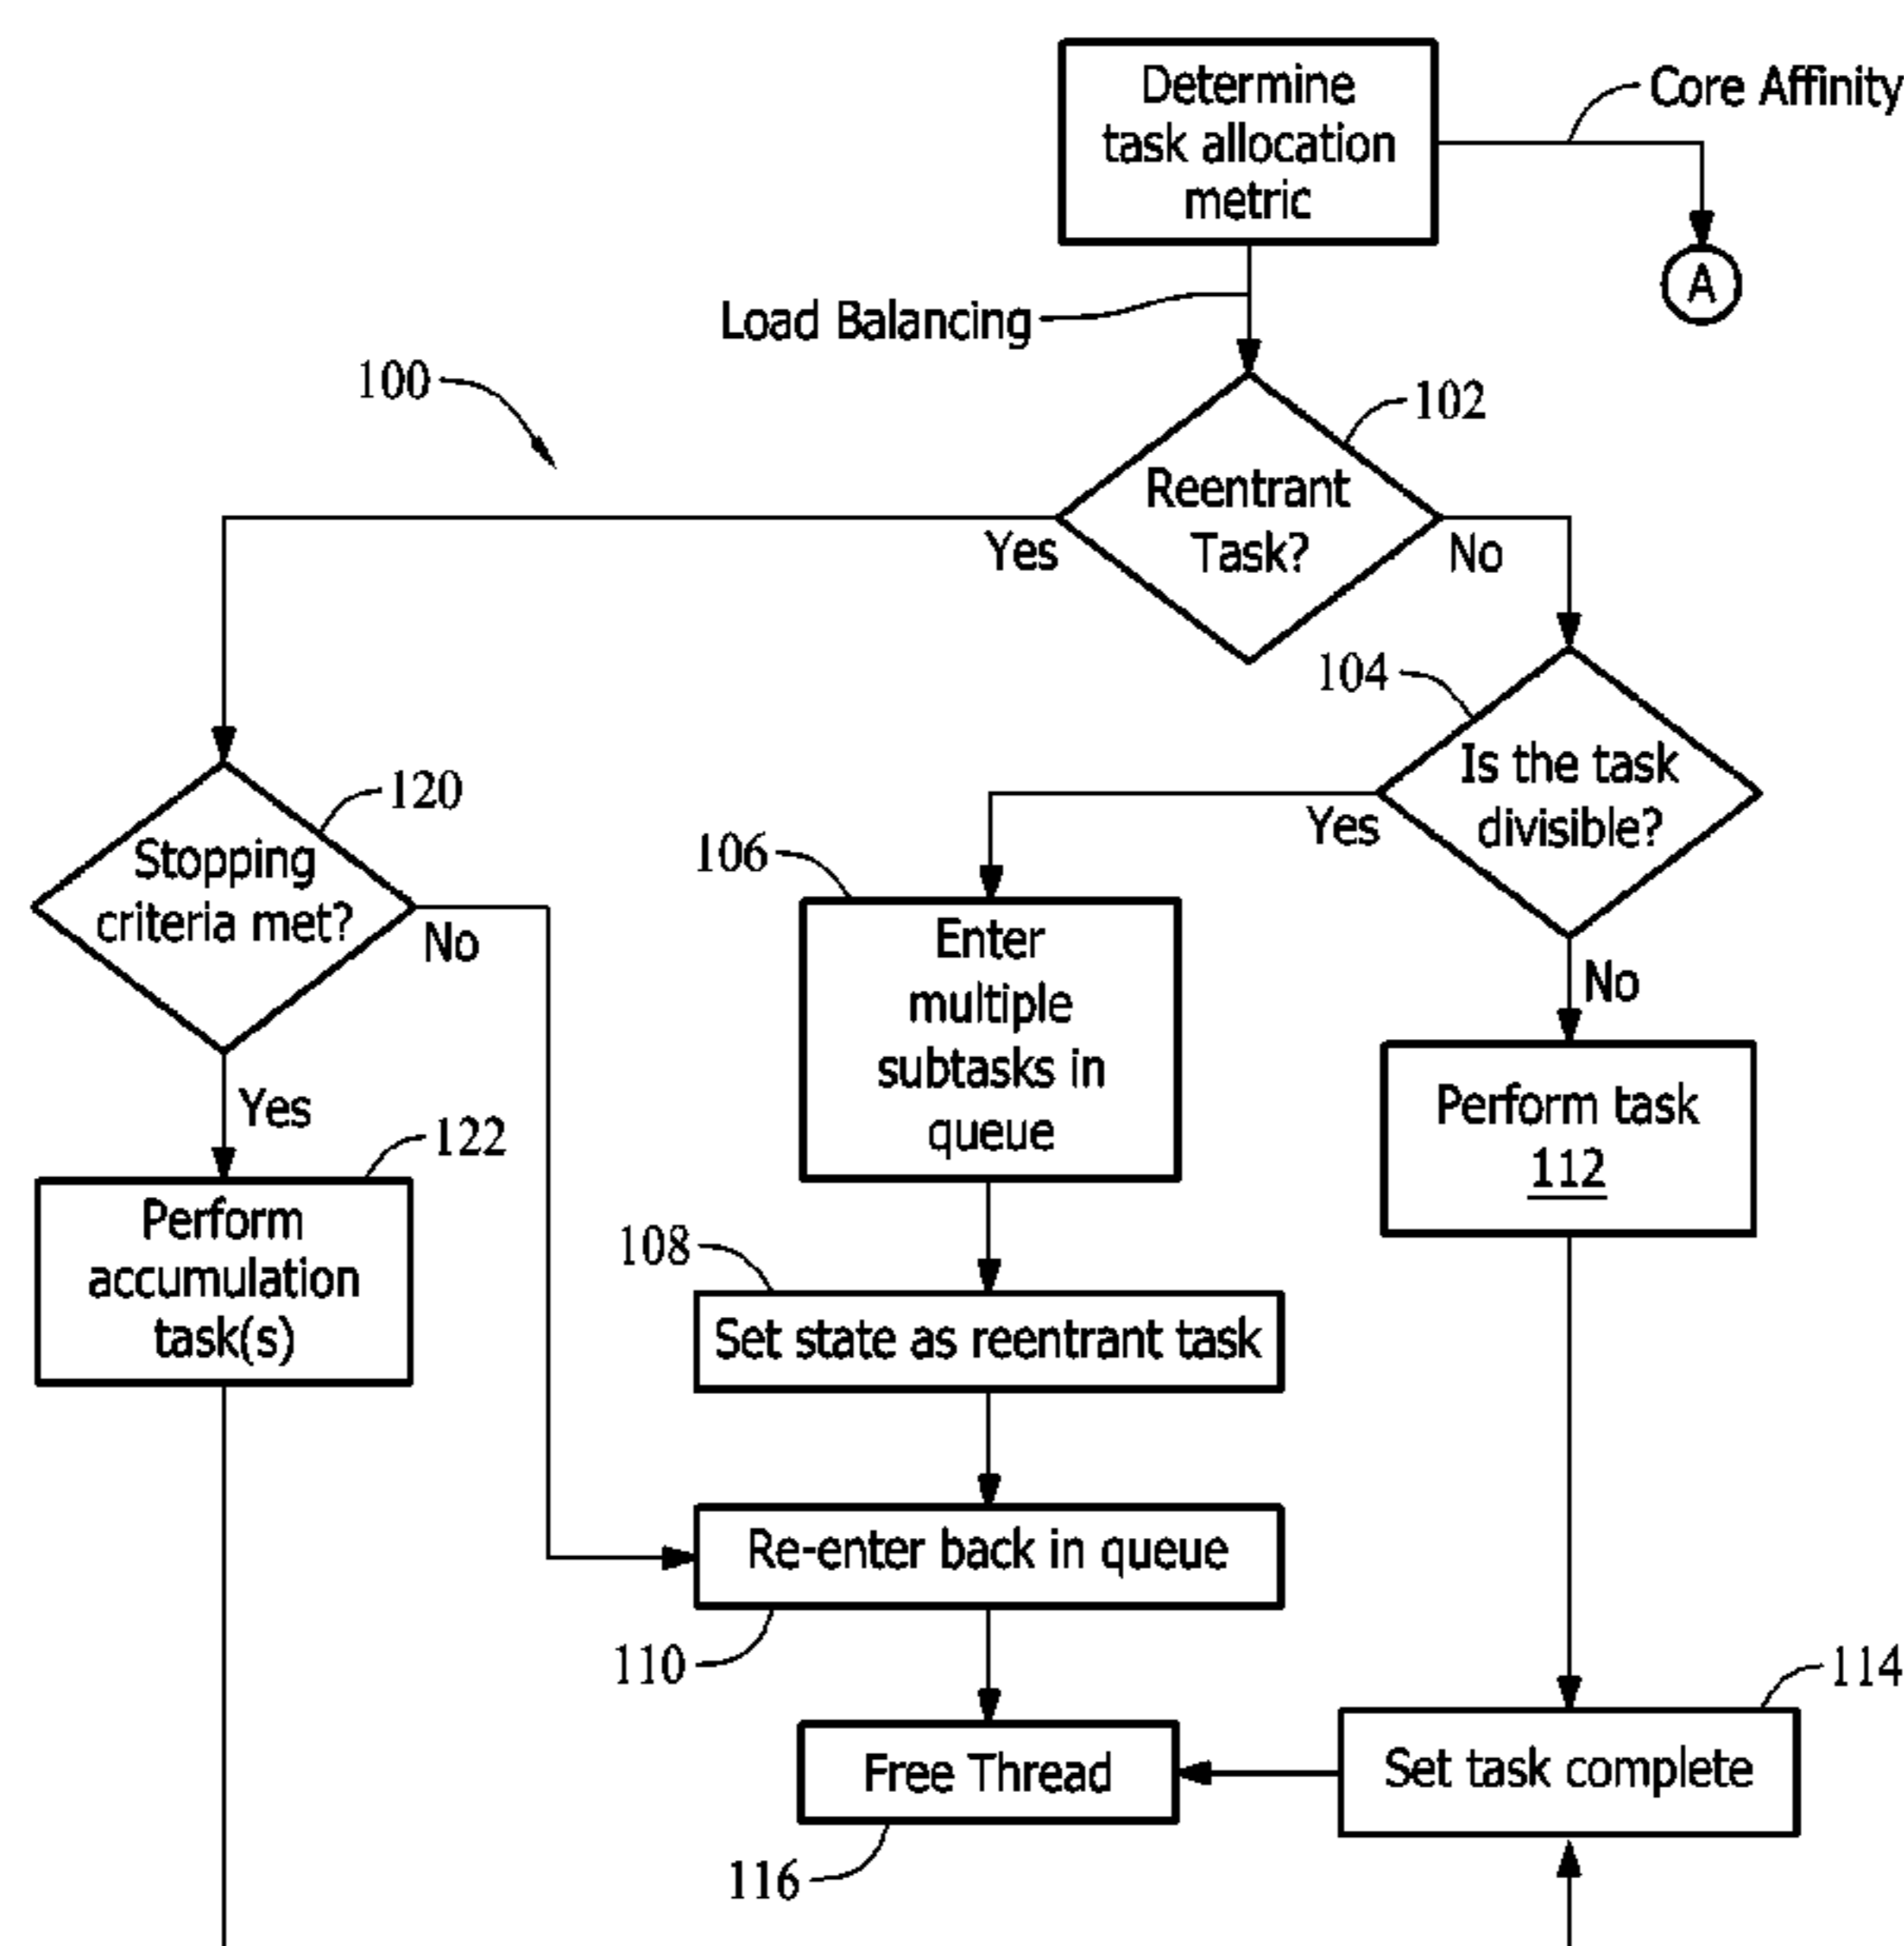 Determine
task allocation
metric
Core Affinity
A
Load Balancing
100
102
Reentrant
Task?
Yes
No
104
Is the task
divisible?
Yes
No
120
Stopping
criteria met?
No
Yes
106
Enter
multiple
subtasks in
queue
Perform task
112
122
Perform
accumulation
task(s)
108
Set state as reentrant task
Re-enter back in queue
110
114
Free Thread
Set task complete
116